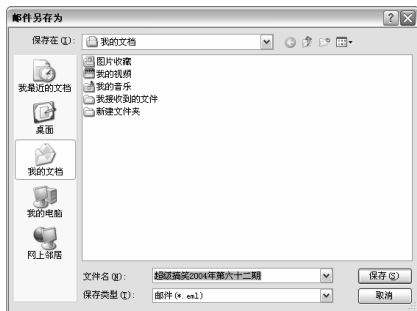 邮件另存为
保存在(I): 我的文档
我最近的文档
桌面
我的文档
我的电脑
网上邻居
图片收藏
我的视频
我的音乐
我接收到的文件
新建文件夹
文件名(N): 超级搞笑2004年第六十二期 保存(S)
保存类型(T): 邮件(*.eml) 取消